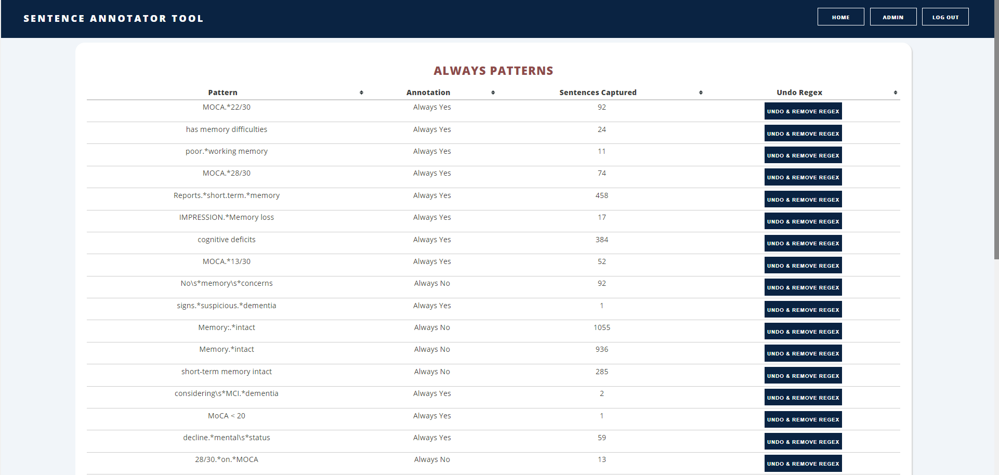 SENTENCE ANNOTATOR TOOL HOME ADMIN LOG OUT
ALWAYS PATTERNS
Pattern Annotation Sentences Captured Undo Regex
MOCA.*22/30 Always Yes 92 UNDO & REMOVE REGEX
has memory difficulties Always Yes 24 UNDO & REMOVE REGEX
poor.*working memory Always Yes 11 UNDO & REMOVE REGEX
MOCA.*28/30 Always Yes 74 UNDO & REMOVE REGEX
Reports.*short.term.*memory Always Yes 458 UNDO & REMOVE REGEX
IMPRESSION.*Memory loss Always Yes 17 UNDO & REMOVE REGEX
cognitive deficits Always Yes 384 UNDO & REMOVE REGEX
MOCA.*13/30 Always Yes 52 UNDO & REMOVE REGEX
No\s*memory\s*concerns Always No 92 UNDO & REMOVE REGEX
signs.*suspicious.*dementia Always Yes 1 UNDO & REMOVE REGEX
Memory:.*intact Always No 1055 UNDO & REMOVE REGEX
Memory.*intact Always No 936 UNDO & REMOVE REGEX
short-term memory intact Always No 285 UNDO & REMOVE REGEX
considering\s*MCI.*dementia Always Yes 2 UNDO & REMOVE REGEX
MoCA < 20 Always Yes 1 UNDO & REMOVE REGEX
decline.*mental\s*status Always Yes 59 UNDO & REMOVE REGEX
28/30.*on.*MOCA Always No 13 UNDO & REMOVE REGEX